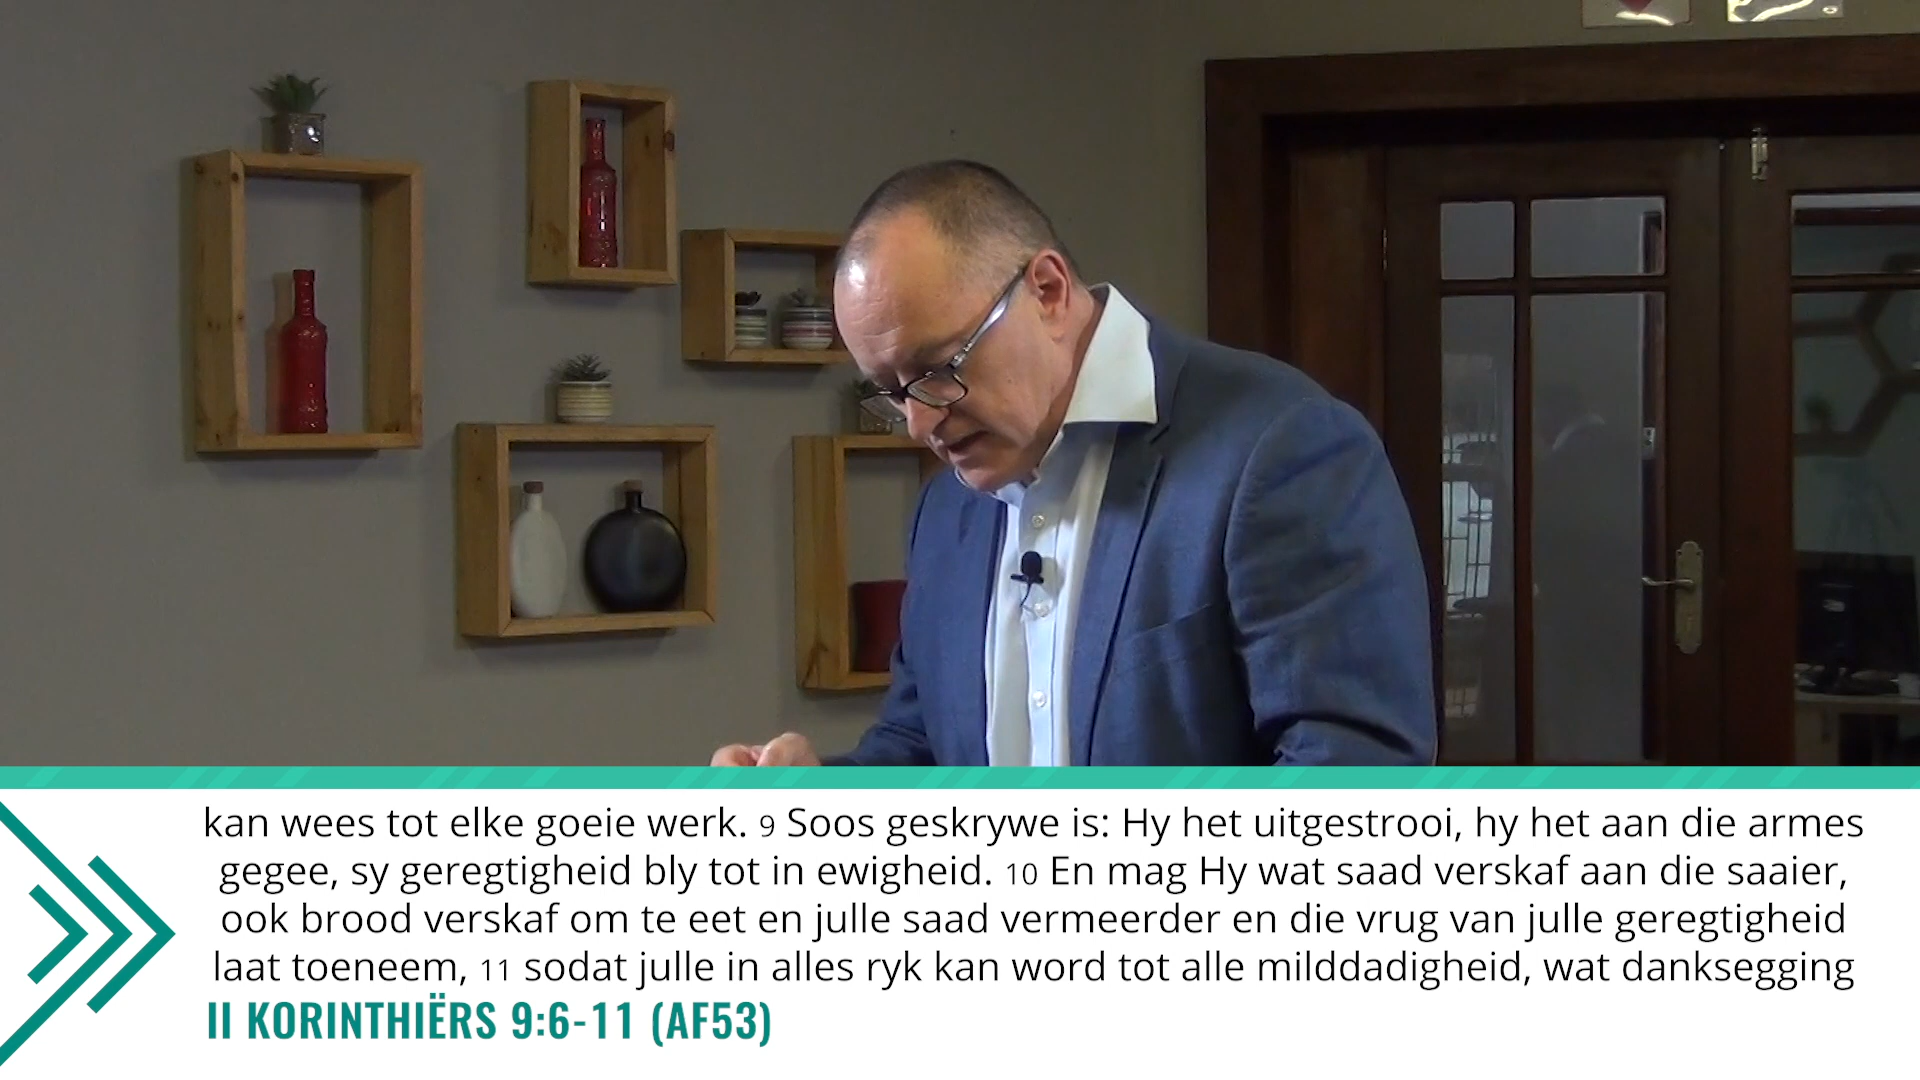 kan wees tot elke goeie werk. 9 Soos geskrywe is: Hy het uitgestrooi, hy het aan die armes
gegee, sy geregtigheid bly tot in ewigheid. 10 En mag Hy wat saad verskaf aan die saaier,
ook brood verskaf om te eet en julle saad vermeerder en die vrug van julle geregtigheid
laat toeneem, 11 sodat julle in alles ryk kan word tot alle milddadigheid, wat danksegging
II KORINTHIËRS 9:6-11 (AF53)